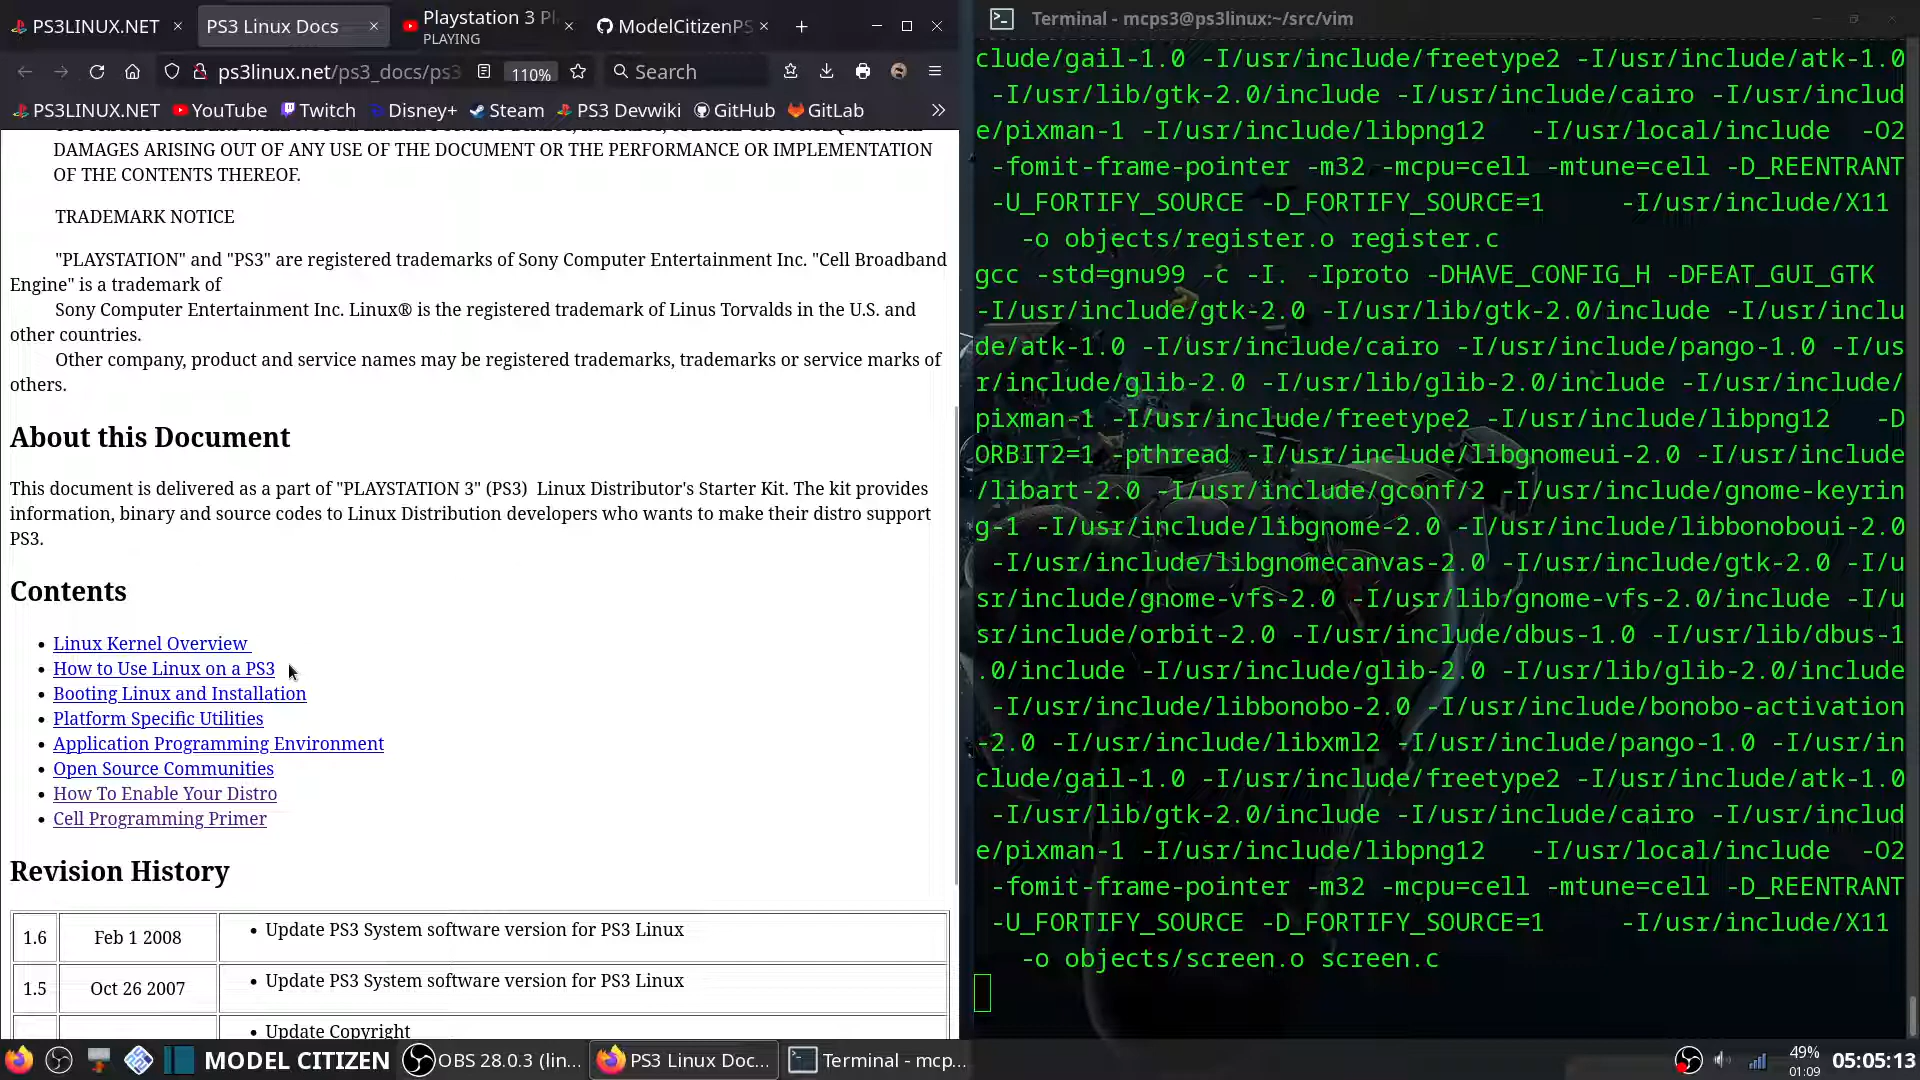 PS3LINUX.NET
PS3 Linux Docs
Playstation 3 Pl
PLAYING
ModelCitizenPS
ps3linux.net/ps3_docs/ps3
110%
Search
PS3LINUX.NET YouTube Twitch Disney+ Steam PS3 Devwiki GitHub GitLab
DAMAGES ARISING OUT OF ANY USE OF THE DOCUMENT OR THE PERFORMANCE OR IMPLEMENTATION
OF THE CONTENTS THEREOF.
TRADEMARK NOTICE
"PLAYSTATION" and "PS3" are registered trademarks of Sony Computer Entertainment Inc. "Cell Broadband
Engine" is a trademark of
Sony Computer Entertainment Inc. Linux® is the registered trademark of Linus Torvalds in the U.S. and
other countries.
Other company, product and service names may be registered trademarks, trademarks or service marks of
others.
About this Document
This document is delivered as a part of "PLAYSTATION 3" (PS3)  Linux Distributor's Starter Kit. The kit provides
information, binary and source codes to Linux Distribution developers who wants to make their distro support
PS3.
Contents
• Linux Kernel Overview
• How to Use Linux on a PS3
• Booting Linux and Installation
• Platform Specific Utilities
• Application Programming Environment
• Open Source Communities
• How To Enable Your Distro
• Cell Programming Primer
Revision History
1.6 Feb 1 2008 • Update PS3 System software version for PS3 Linux
1.5 Oct 26 2007 • Update PS3 System software version for PS3 Linux
• Update Copyright
Terminal - mcps3@ps3linux:~/src/vim
clude/gail-1.0 -I/usr/include/freetype2 -I/usr/include/atk-1.0
-I/usr/lib/gtk-2.0/include -I/usr/include/cairo -I/usr/includ
e/pixman-1 -I/usr/include/libpng12   -I/usr/local/include  -O2
-fomit-frame-pointer -m32 -mcpu=cell -mtune=cell -D_REENTRANT
-U_FORTIFY_SOURCE -D_FORTIFY_SOURCE=1     -I/usr/include/X11
-o objects/register.o register.c
gcc -std=gnu99 -c -I. -Iproto -DHAVE_CONFIG_H -DFEAT_GUI_GTK
-I/usr/include/gtk-2.0 -I/usr/lib/gtk-2.0/include -I/usr/inclu
de/atk-1.0 -I/usr/include/cairo -I/usr/include/pango-1.0 -I/us
r/include/glib-2.0 -I/usr/lib/glib-2.0/include -I/usr/include/
pixman-1 -I/usr/include/freetype2 -I/usr/include/libpng12   -D
ORBIT2=1 -pthread -I/usr/include/libgnomeui-2.0 -I/usr/include
/libart-2.0 -I/usr/include/gconf/2 -I/usr/include/gnome-keyrin
g-1 -I/usr/include/libgnome-2.0 -I/usr/include/libbonoboui-2.0
-I/usr/include/libgnomecanvas-2.0 -I/usr/include/gtk-2.0 -I/u
sr/include/gnome-vfs-2.0 -I/usr/lib/gnome-vfs-2.0/include -I/u
sr/include/orbit-2.0 -I/usr/include/dbus-1.0 -I/usr/lib/dbus-1
.0/include -I/usr/include/glib-2.0 -I/usr/lib/glib-2.0/include
-I/usr/include/libbonobo-2.0 -I/usr/include/bonobo-activation
-2.0 -I/usr/include/libxml2 -I/usr/include/pango-1.0 -I/usr/in
clude/gail-1.0 -I/usr/include/freetype2 -I/usr/include/atk-1.0
-I/usr/lib/gtk-2.0/include -I/usr/include/cairo -I/usr/includ
e/pixman-1 -I/usr/include/libpng12   -I/usr/local/include  -O2
-fomit-frame-pointer -m32 -mcpu=cell -mtune=cell -D_REENTRANT
-U_FORTIFY_SOURCE -D_FORTIFY_SOURCE=1     -I/usr/include/X11
-o objects/screen.o screen.c
MODEL CITIZEN
OBS 28.0.3 (lin...
PS3 Linux Doc...
Terminal - mcp...
49%
01:09
05:05:13